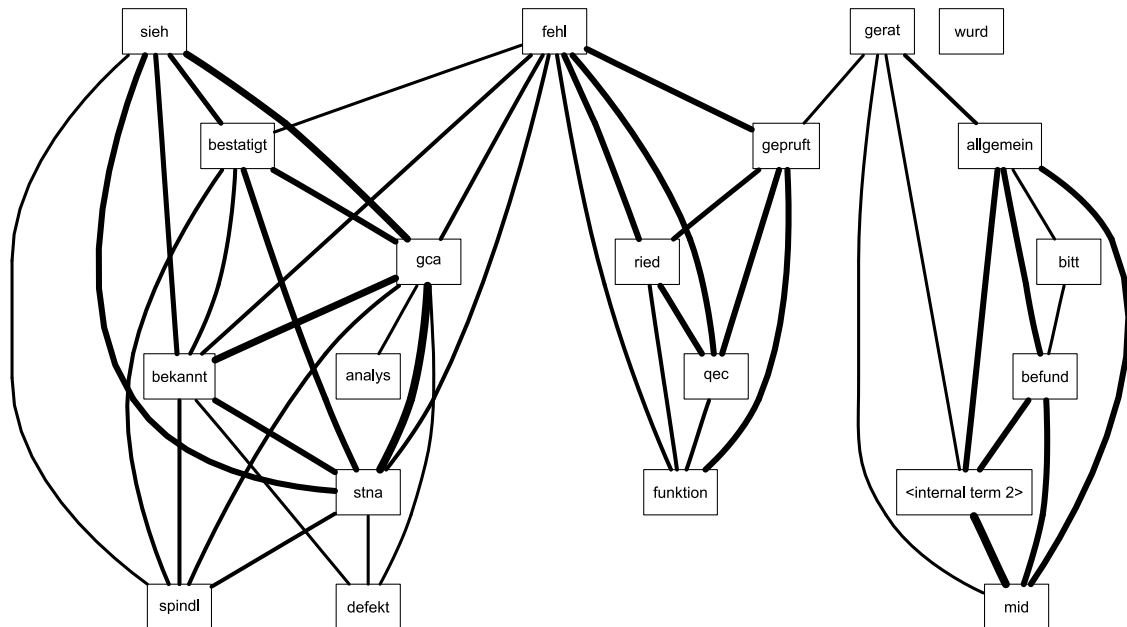 sieh
fehl
gerat
wurd
bestatigt
gepruft
allgemein
gca
ried
bitt
bekannt
analys
qec
befund
stna
funktion
<internal term 2>
spindl
defekt
mid